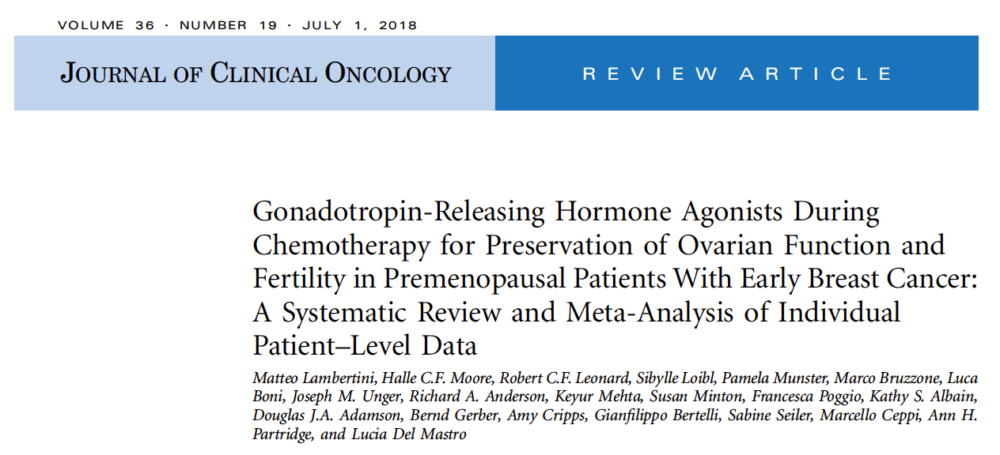 VOLUME 36 · NUMBER 19 · JULY 1, 2018
JOURNAL OF CLINICAL ONCOLOGY
REVIEW ARTICLE
Gonadotropin-Releasing Hormone Agonists During
Chemotherapy for Preservation of Ovarian Function and
Fertility in Premenopausal Patients With Early Breast Cancer:
A Systematic Review and Meta-Analysis of Individual
Patient–Level Data
Matteo Lambertini, Halle C.F. Moore, Robert C.F. Leonard, Sibylle Loibl, Pamela Munster, Marco Bruzzone, Luca
Boni, Joseph M. Unger, Richard A. Anderson, Keyur Mehta, Susan Minton, Francesca Poggio, Kathy S. Albain,
Douglas J.A. Adamson, Bernd Gerber, Amy Cripps, Gianfilippo Bertelli, Sabine Seiler, Marcello Ceppi, Ann H.
Partridge, and Lucia Del Mastro